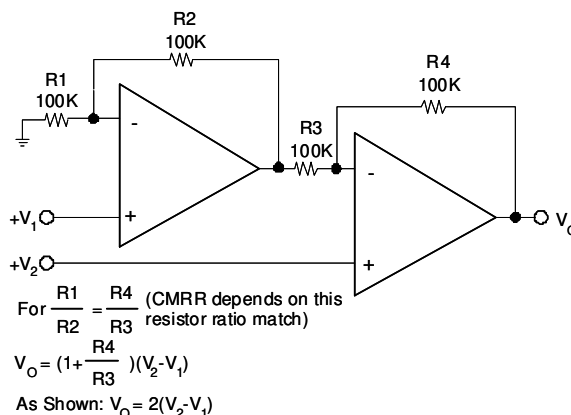 R2
100K
R1
100K
R4
100K
R3
100K
-
+
-
+
+V1
+V2
VO
For R1/R2 = R4/R3 (CMRR depends on this
resistor ratio match)
VO = (1+ R4/R3 )(V2-V1)
As Shown: VO = 2(V2-V1)